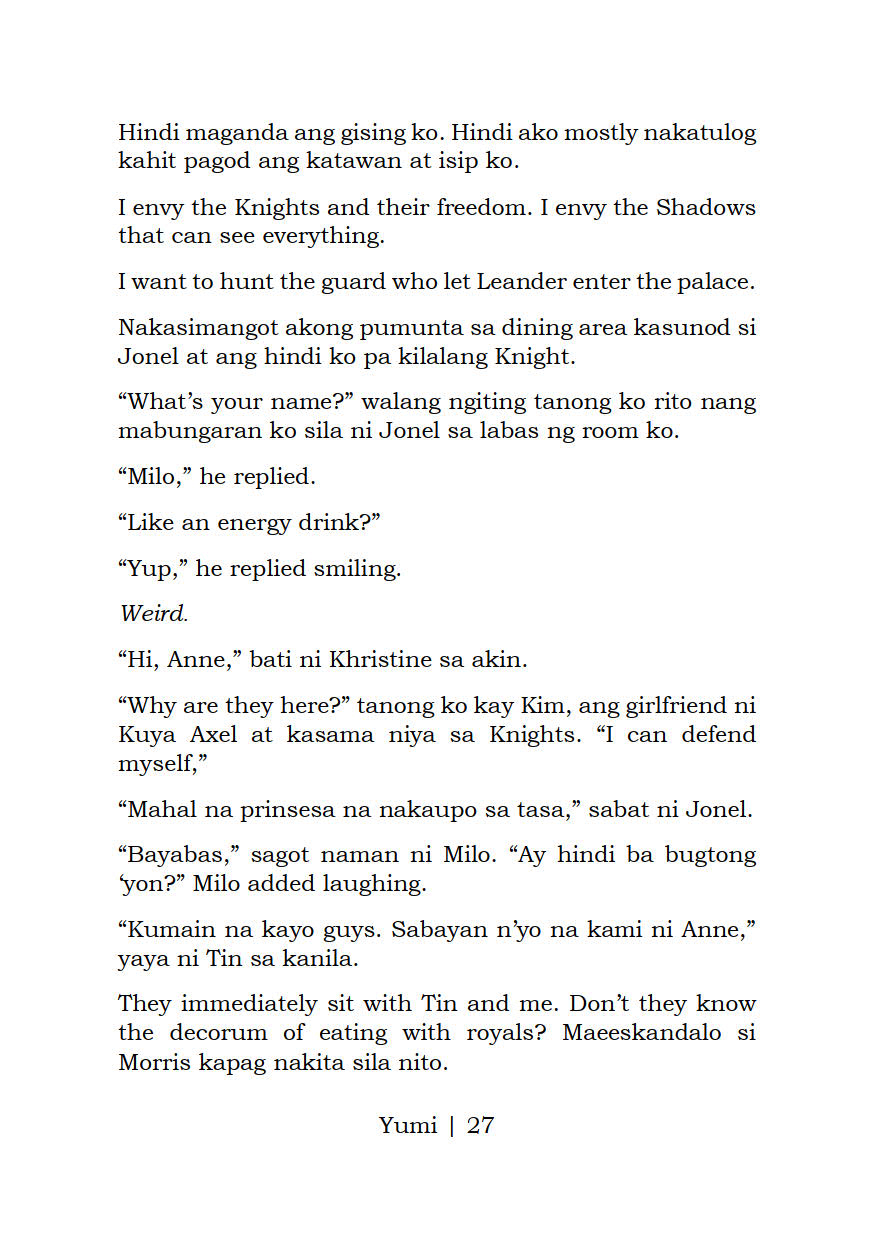 Hindi maganda ang gising ko. Hindi ako mostly nakatulog
kahit pagod ang katawan at isip ko.
I envy the Knights and their freedom. I envy the Shadows
that can see everything.
I want to hunt the guard who let Leander enter the palace.
Nakasimangot akong pumunta sa dining area kasunod si
Jonel at ang hindi ko pa kilalang Knight.
“What’s your name?” walang ngiting tanong ko rito nang
mabungaran ko sila ni Jonel sa labas ng room ko.
“Milo,” he replied.
“Like an energy drink?”
“Yup,” he replied smiling.
Weird.
“Hi, Anne,” bati ni Khristine sa akin.
“Why are they here?” tanong ko kay Kim, ang girlfriend ni
Kuya Axel at kasama niya sa Knights. “I can defend
myself,”
“Mahal na prinsesa na nakaupo sa tasa,” sabat ni Jonel.
“Bayabas,” sagot naman ni Milo. “Ay hindi ba bugtong
‘yon?” Milo added laughing.
“Kumain na kayo guys. Sabayan n’yo na kami ni Anne,”
yaya ni Tin sa kanila.
They immediately sit with Tin and me. Don’t they know
the decorum of eating with royals? Maeeskandalo si
Morris kapag nakita sila nito.
Yumi | 27